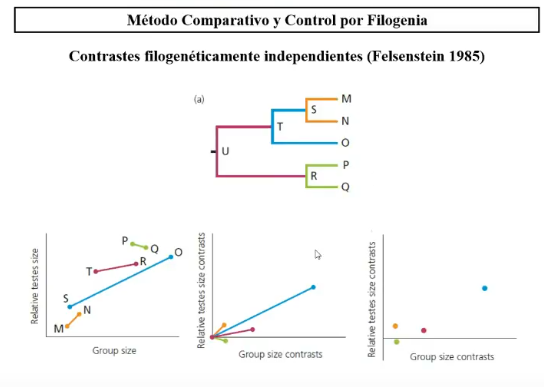 Método Comparativo y Control por Filogenia
Contrastes filogenéticamente independientes (Felsenstein 1985)
(a)
M
S
N
T
O
U
P
R
Q
Relative testes size
P
Q
O
T
R
S
N
M
Group size
Relative testes size contrasts
Group size contrasts
Relative testes size contrasts
Group size contrasts